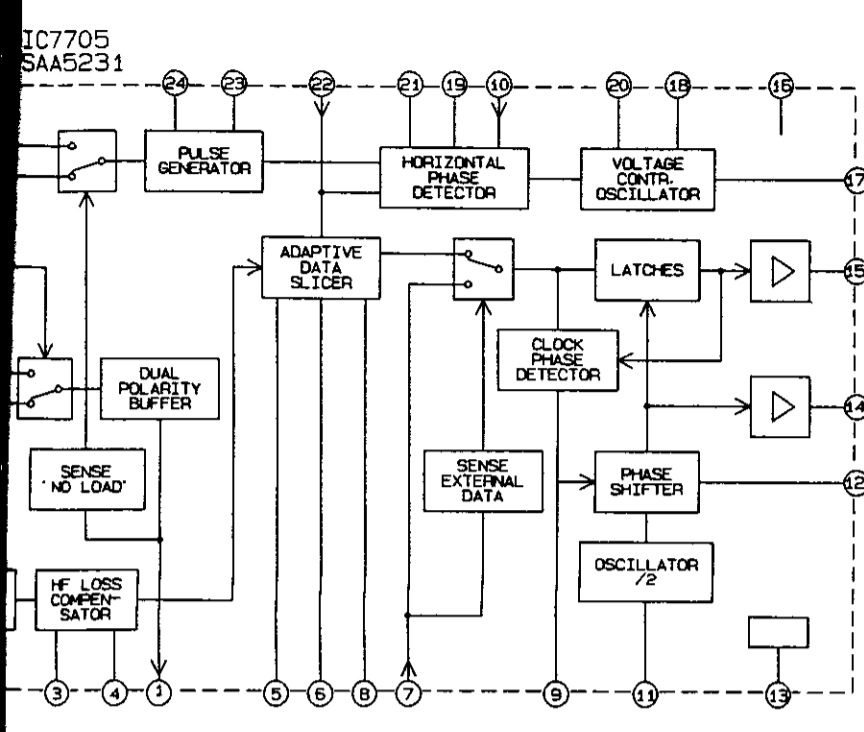 IC7705
SAA5231
24 23 22 21 19 10 20 18 16
PULSE
GENERATOR
HORIZONTAL
PHASE
DETECTOR
VOLTAGE
CONTR.
OSCILLATOR
17
ADAPTIVE
DATA
SLICER
LATCHES
15
CLOCK
PHASE
DETECTOR
DUAL
POLARITY
BUFFER
14
SENSE
'NO LOAD'
SENSE
EXTERNAL
DATA
PHASE
SHIFTER
12
HF LOSS
COMPEN-
SATOR
OSCILLATOR
/2
3 4 1 5 6 8 7 9 11 13